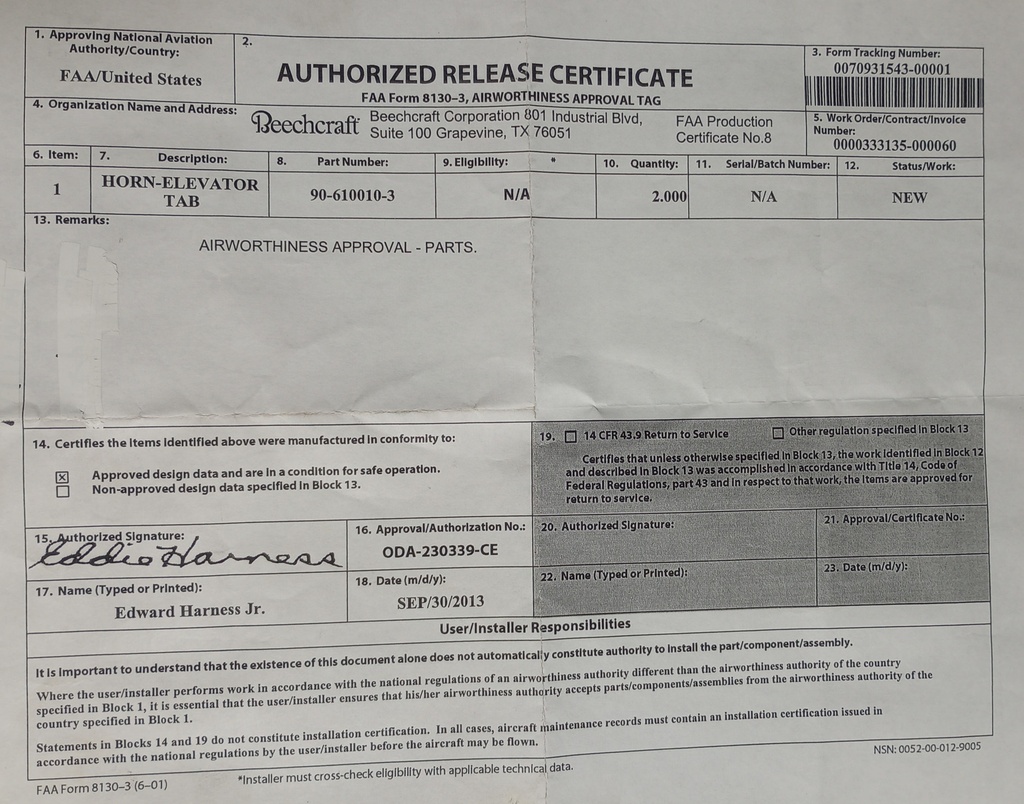 1. Approving National Aviation
Authority/Country:
FAA/United States
2.
AUTHORIZED RELEASE CERTIFICATE
FAA Form 8130–3, AIRWORTHINESS APPROVAL TAG
3. Form Tracking Number:
0070931543-00001
4. Organization Name and Address:
Beechcraft
Beechcraft Corporation 801 Industrial Blvd,
Suite 100 Grapevine, TX 76051
FAA Production
Certificate No.8
5. Work Order/Contract/Invoice
Number:
0000333135-000060
6. Item:
1
7. Description:
HORN-ELEVATOR
TAB
8. Part Number:
90-610010-3
9. Eligibility: *
N/A
10. Quantity:
2.000
11. Serial/Batch Number:
N/A
12. Status/Work:
NEW
13. Remarks:
AIRWORTHINESS APPROVAL - PARTS.
14. Certifies the items identified above were manufactured in conformity to:
Approved design data and are in a condition for safe operation.
Non-approved design data specified in Block 13.
19. 14 CFR 43.9 Return to Service Other regulation specified in Block 13
Certifies that unless otherwise specified in Block 13, the work identified in Block 12
and described in Block 13 was accomplished in accordance with Title 14, Code of
Federal Regulations, part 43 and in respect to that work, the items are approved for
return to service.
15. Authorized Signature:
Eddie Harness
16. Approval/Authorization No.:
ODA-230339-CE
20. Authorized Signature:
21. Approval/Certificate No.:
17. Name (Typed or Printed):
Edward Harness Jr.
18. Date (m/d/y):
SEP/30/2013
22. Name (Typed or Printed):
23. Date (m/d/y):
User/Installer Responsibilities
It is important to understand that the existence of this document alone does not automatically constitute authority to install the part/component/assembly.
Where the user/installer performs work in accordance with the national regulations of an airworthiness authority different than the airworthiness authority of the country
specified in Block 1, it is essential that the user/installer ensures that his/her airworthiness authority accepts parts/components/assemblies from the airworthiness authority of the
country specified in Block 1.
Statements in Blocks 14 and 19 do not constitute installation certification. In all cases, aircraft maintenance records must contain an installation certification issued in
accordance with the national regulations by the user/installer before the aircraft may be flown.
FAA Form 8130–3 (6–01)
*Installer must cross-check eligibility with applicable technical data.
NSN: 0052-00-012-9005